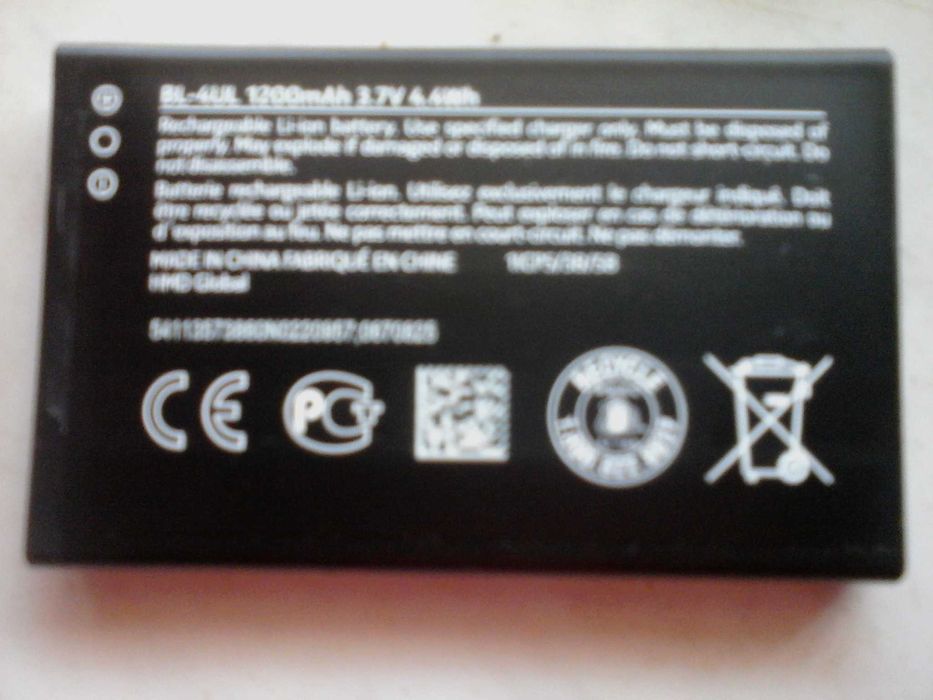 BL-4UL 1200mAh 3.7V 4.4Wh
Rechargeable Li-ion battery. Use specified charger only. Must be disposed of
properly. May explode if damaged or disposed of in fire. Do not short circuit. Do
not disassemble.
Batterie rechargeable Li-ion. Utilisez exclusivement le chargeur indiqué. Doit
être recyclée ou jetée correctement. Peut exploser en cas de détérioration ou
d'exposition au feu. Ne pas mettre en court circuit. Ne pas démonter.
MADE IN CHINA FABRIQUÉ EN CHINE
HMD Global
CE
РСт
RECYCLE